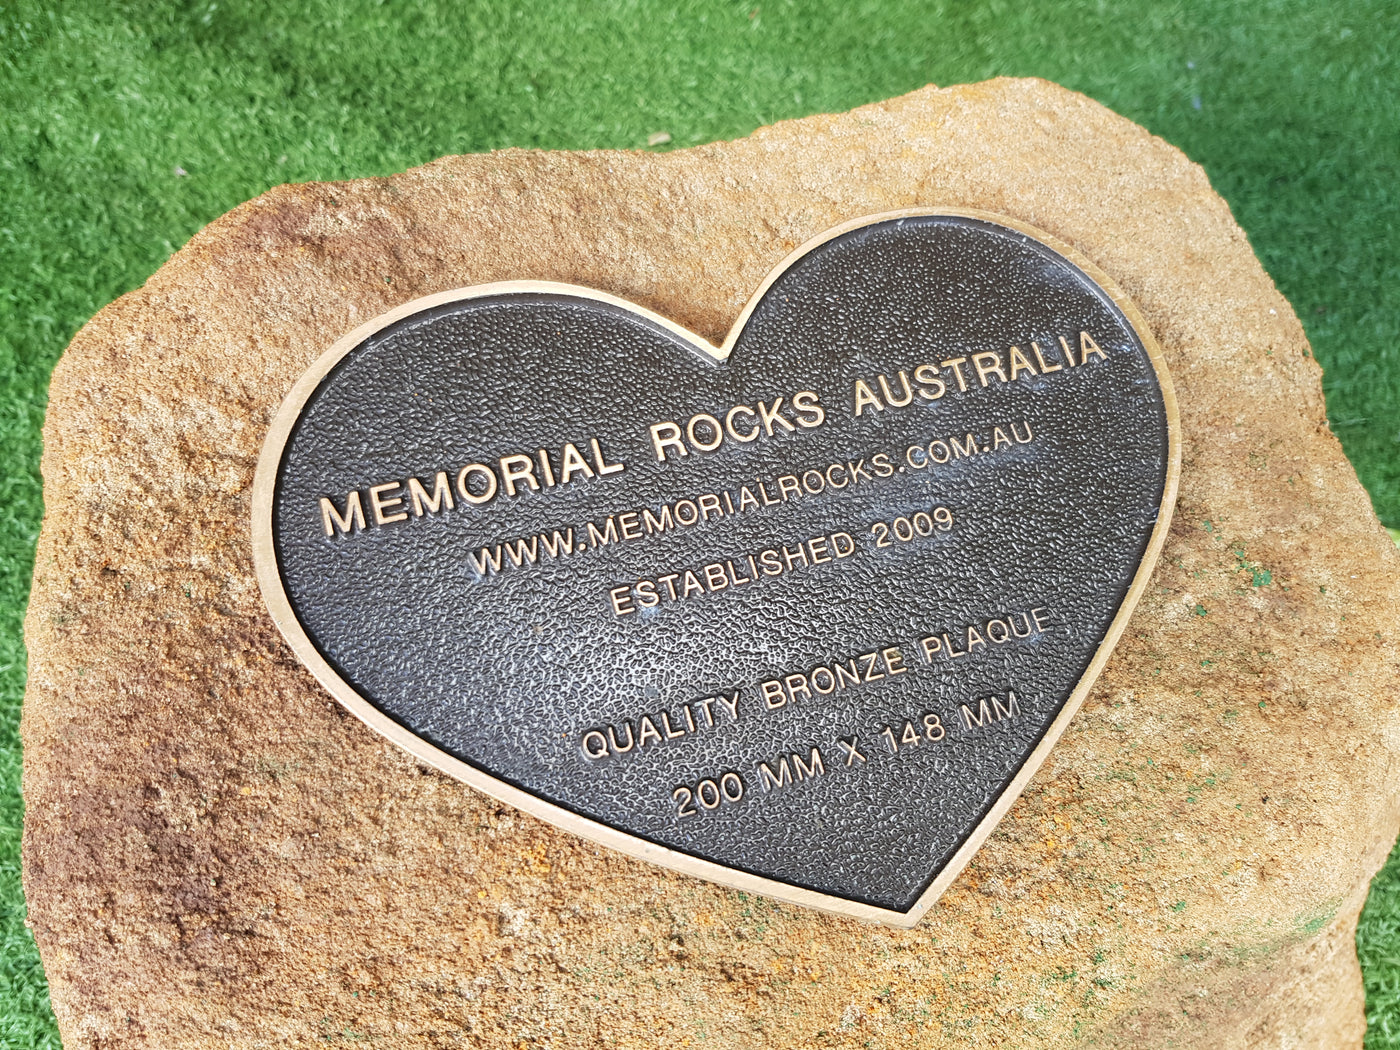 MEMORIAL ROCKS AUSTRALIA
WWW.MEMORIALROCKS.COM.AU
ESTABLISHED 2009
QUALITY BRONZE PLAQUE
200 MM X 148 MM